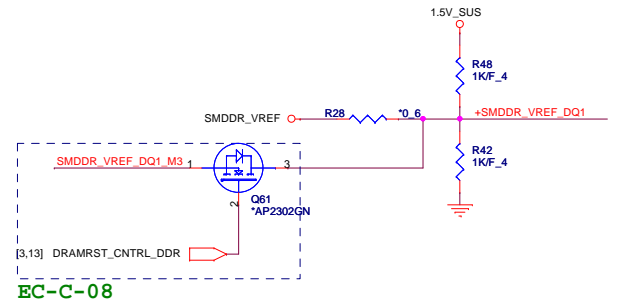 1.5V_SUS
R48
1K/F_4
R28
*0_6
+SMDDR_VREF_DQ1
SMDDR_VREF
R42
1K/F_4
SMDDR_VREF_DQ1_M3
1
3
Q61
*AP2302GN
2
[3,13] DRAMRST_CNTRL_DDR
EC-C-08